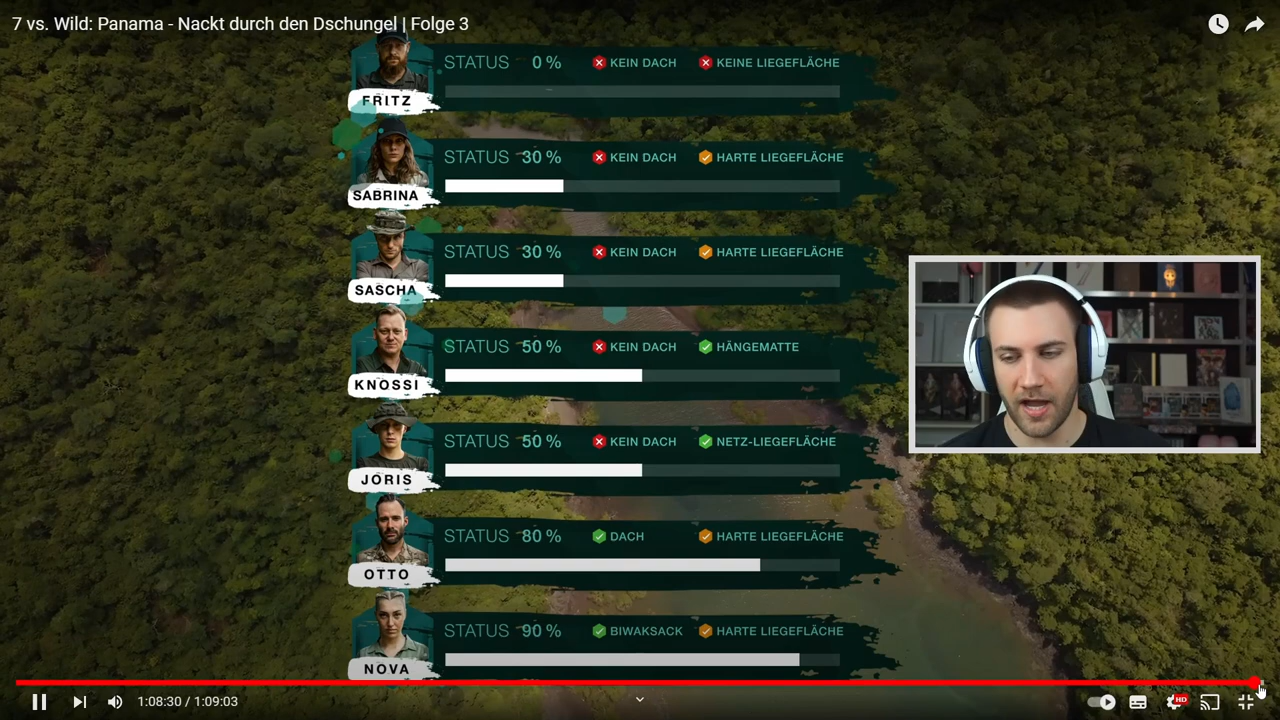 7 vs. Wild: Panama - Nackt durch den Dschungel | Folge 3
STATUS 0 % KEIN DACH KEINE LIEGEFLÄCHE
FRITZ
STATUS 30 % KEIN DACH HARTE LIEGEFLÄCHE
SABRINA
STATUS 30 % KEIN DACH HARTE LIEGEFLÄCHE
SASCHA
STATUS 50 % KEIN DACH HÄNGEMATTE
KNOSSI
STATUS 50 % KEIN DACH NETZ-LIEGEFLÄCHE
JORIS
STATUS 80 % DACH HARTE LIEGEFLÄCHE
OTTO
STATUS 90 % BIWAKSACK HARTE LIEGEFLÄCHE
NOVA
1:08:30 / 1:09:03 HD